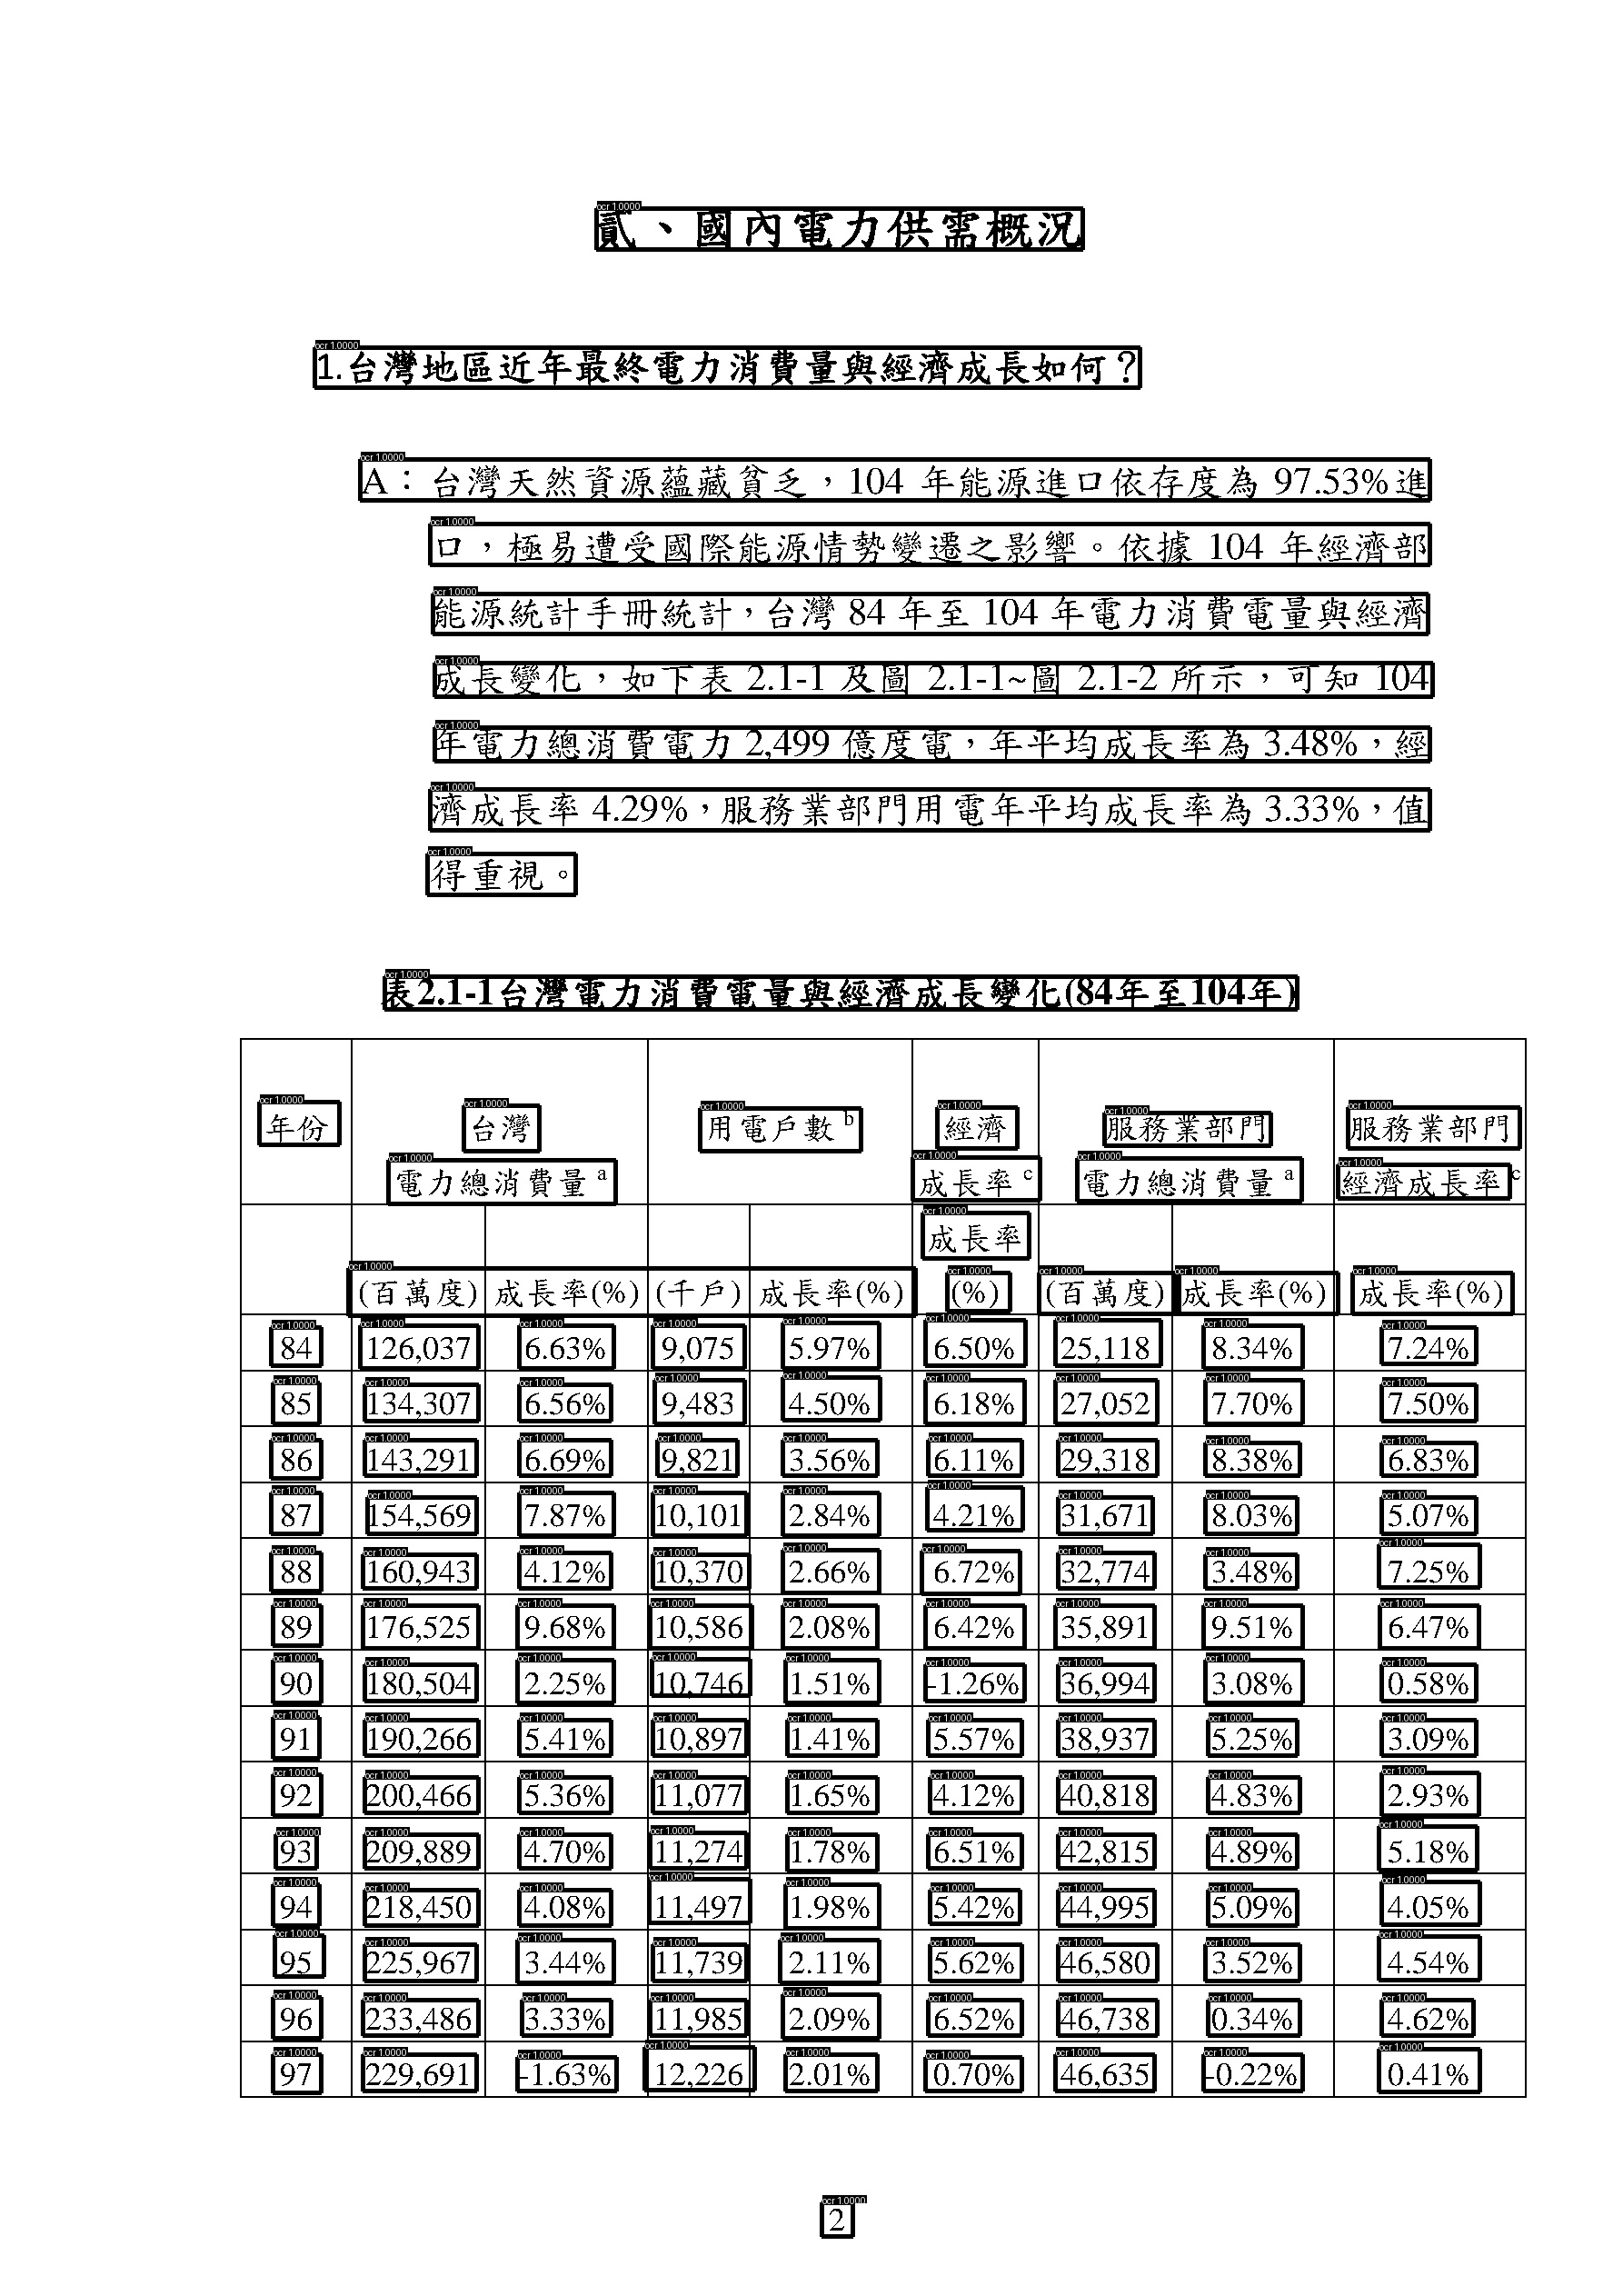 貳、國內電力供需概況
1.台灣地區近年最終電力消費量與經濟成長如何？
A：台灣天然資源蘊藏貧乏，104 年能源進口依存度為 97.53%進
口，極易遭受國際能源情勢變遷之影響。依據 104 年經濟部
能源統計手冊統計，台灣 84 年至 104 年電力消費電量與經濟
成長變化，如下表 2.1-1 及圖 2.1-1~圖 2.1-2 所示，可知 104
年電力總消費電力 2,499 億度電，年平均成長率為 3.48%，經
濟成長率 4.29%，服務業部門用電年平均成長率為 3.33%，值
得重視。
表2.1-1台灣電力消費電量與經濟成長變化(84年至104年)
年份 台灣 用電戶數 b 經濟 服務業部門 服務業部門
電力總消費量 a 成長率 c 電力總消費量 a 經濟成長率 c
成長率
(百萬度) 成長率(%) (千戶) 成長率(%) (%) (百萬度) 成長率(%) 成長率(%)
84 126,037 6.63% 9,075 5.97% 6.50% 25,118 8.34% 7.24%
85 134,307 6.56% 9,483 4.50% 6.18% 27,052 7.70% 7.50%
86 143,291 6.69% 9,821 3.56% 6.11% 29,318 8.38% 6.83%
87 154,569 7.87% 10,101 2.84% 4.21% 31,671 8.03% 5.07%
88 160,943 4.12% 10,370 2.66% 6.72% 32,774 3.48% 7.25%
89 176,525 9.68% 10,586 2.08% 6.42% 35,891 9.51% 6.47%
90 180,504 2.25% 10,746 1.51% -1.26% 36,994 3.08% 0.58%
91 190,266 5.41% 10,897 1.41% 5.57% 38,937 5.25% 3.09%
92 200,466 5.36% 11,077 1.65% 4.12% 40,818 4.83% 2.93%
93 209,889 4.70% 11,274 1.78% 6.51% 42,815 4.89% 5.18%
94 218,450 4.08% 11,497 1.98% 5.42% 44,995 5.09% 4.05%
95 225,967 3.44% 11,739 2.11% 5.62% 46,580 3.52% 4.54%
96 233,486 3.33% 11,985 2.09% 6.52% 46,738 0.34% 4.62%
97 229,691 -1.63% 12,226 2.01% 0.70% 46,635 -0.22% 0.41%
2